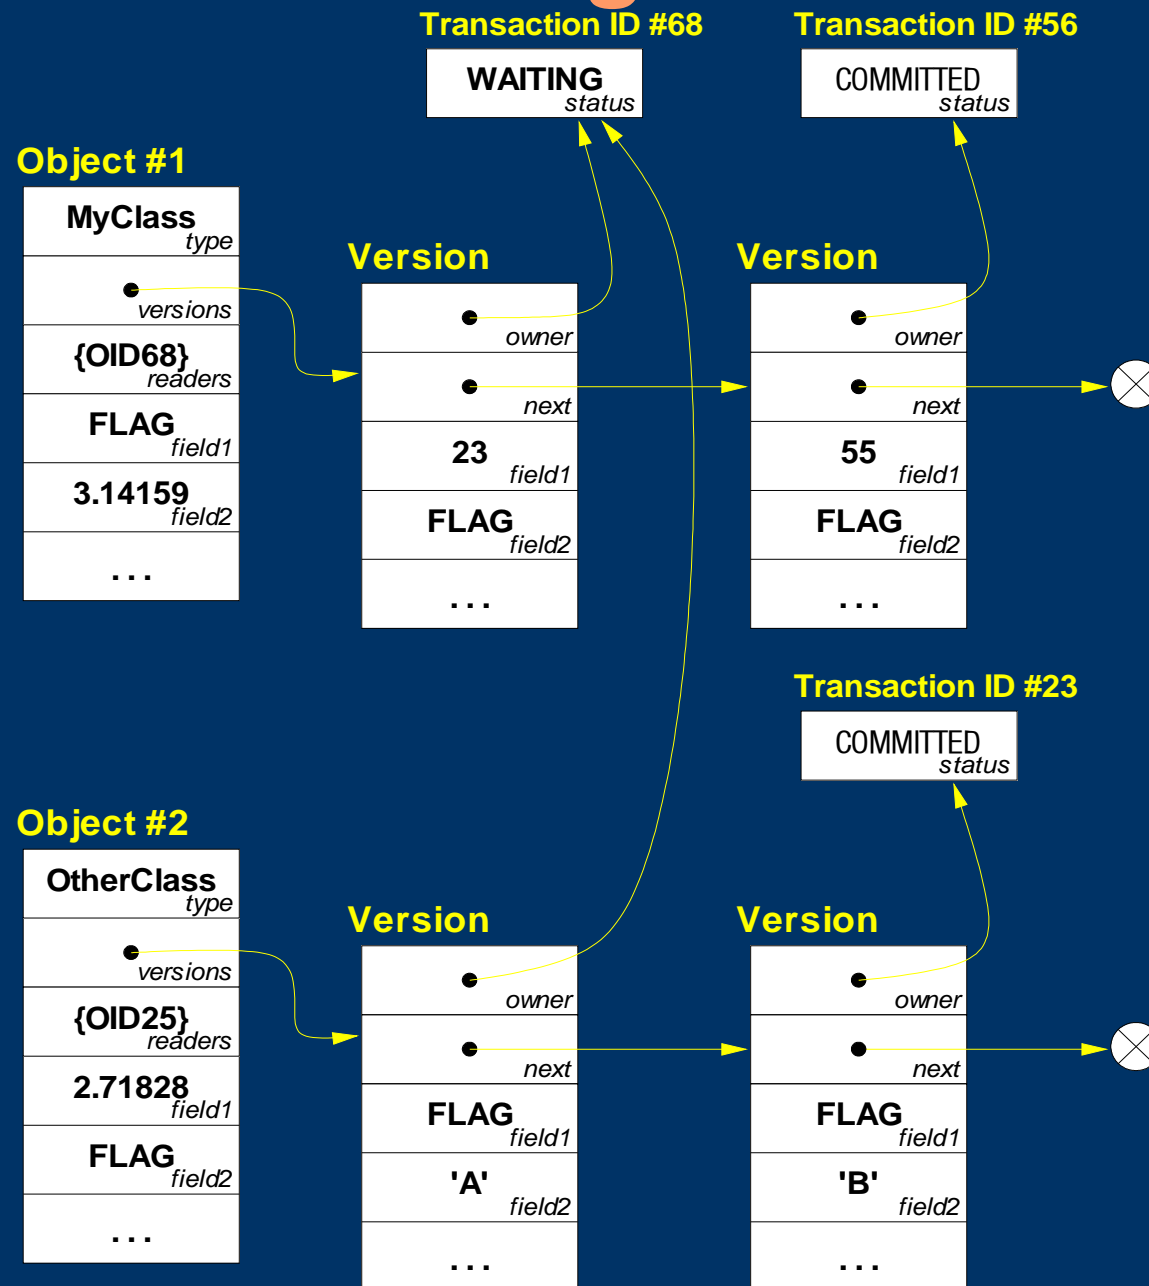 Transaction ID #68
WAITING
status
Transaction ID #56
COMMITTED
status
Object #1
MyClass
type
versions
{OID68}
readers
FLAG
field1
3.14159
field2
...
Version
owner
next
23
field1
FLAG
field2
...
Version
owner
next
55
field1
FLAG
field2
...
Transaction ID #23
COMMITTED
status
Object #2
OtherClass
type
versions
{OID25}
readers
2.71828
field1
FLAG
field2
...
Version
owner
next
FLAG
field1
'A'
field2
...
Version
owner
next
FLAG
field1
'B'
field2
...